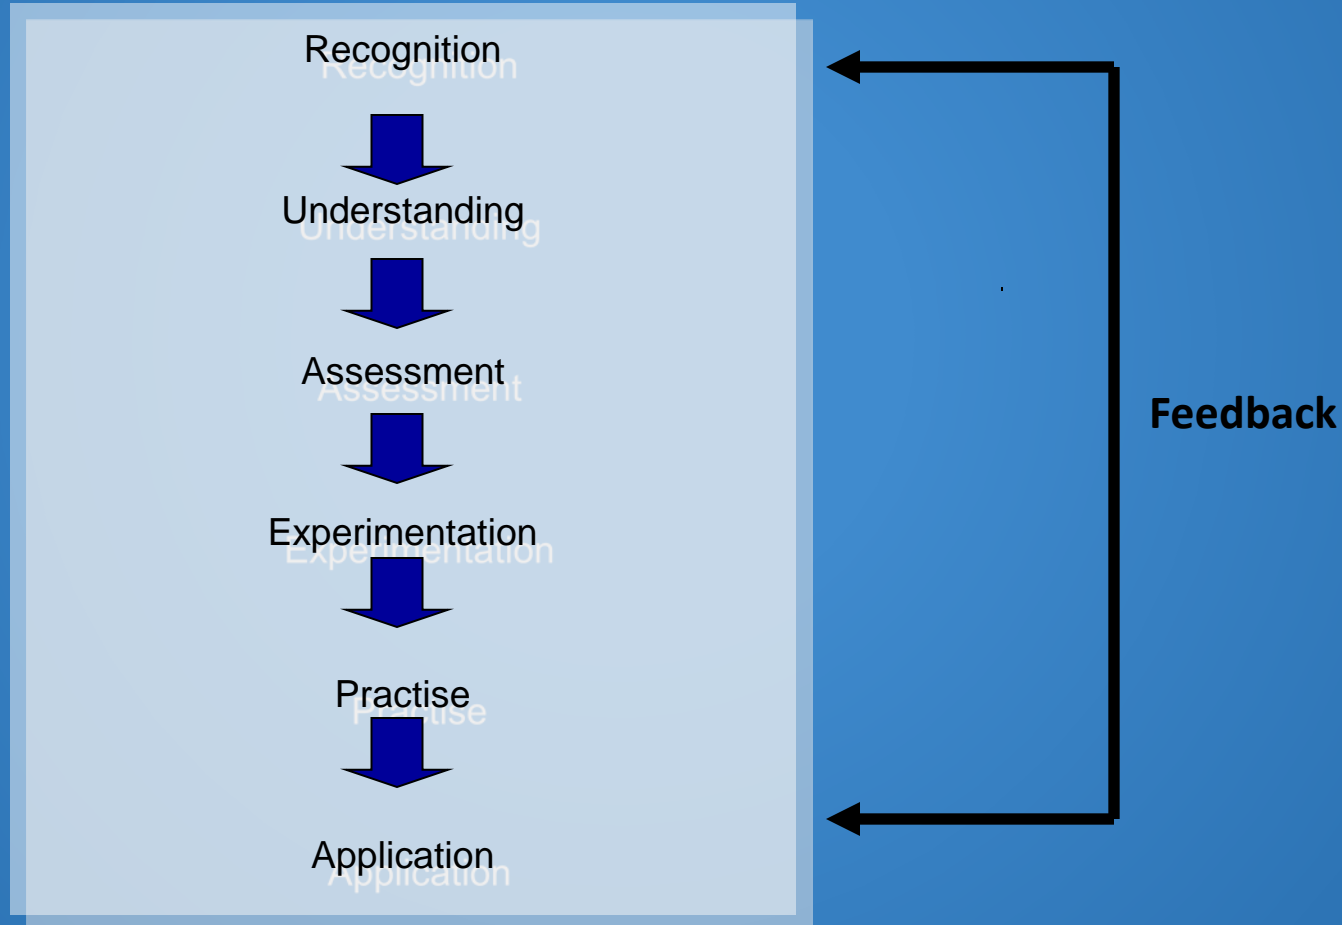 Recognition
Understanding
Assessment
Experimentation
Practise
Application
Feedback